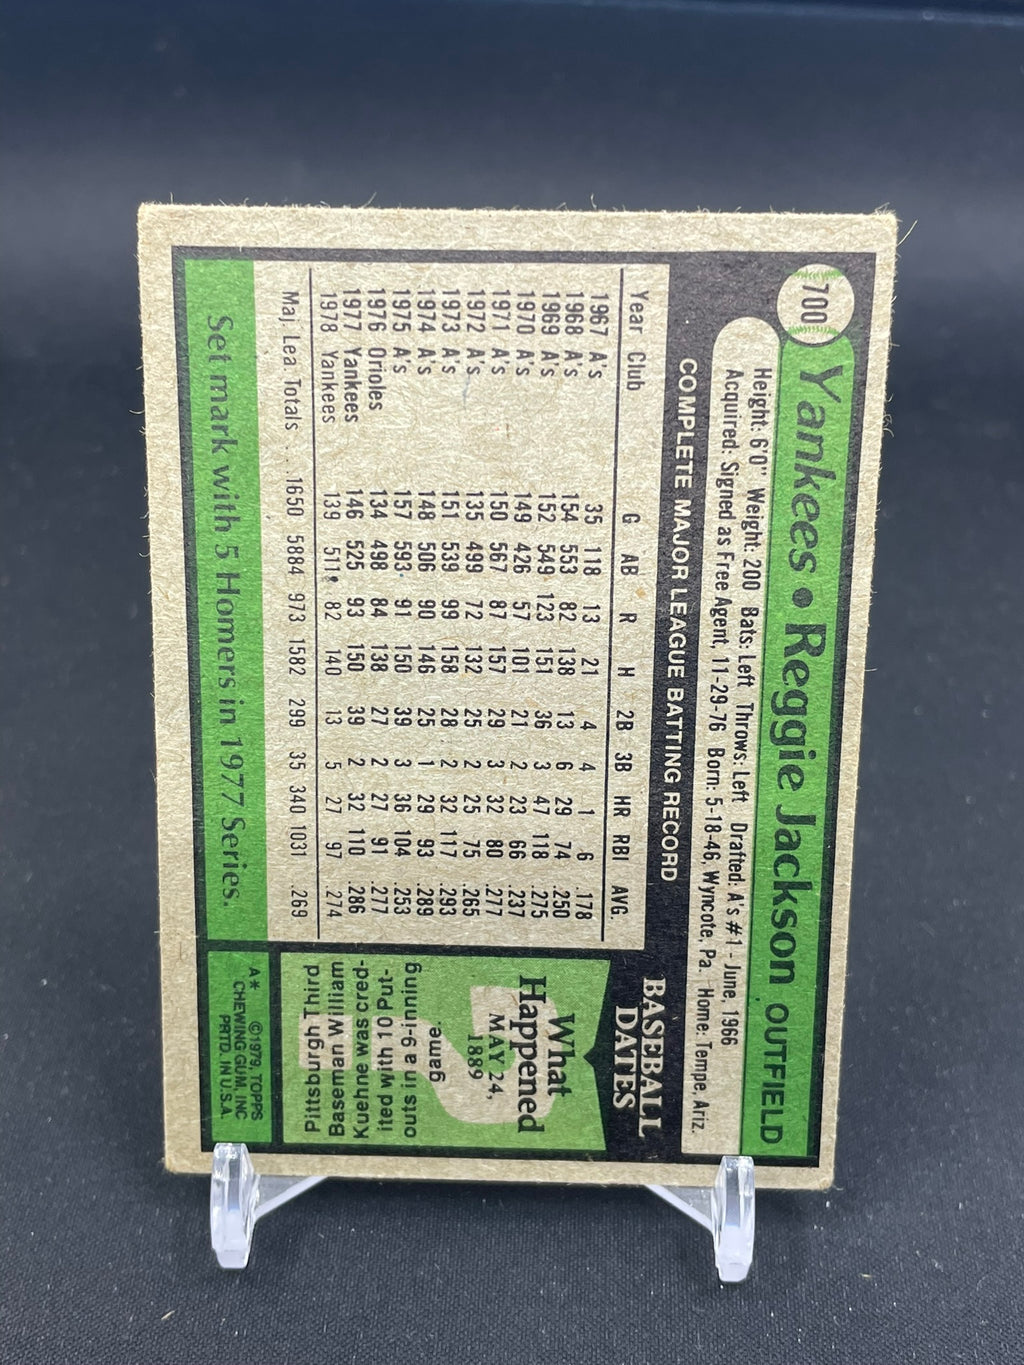 700
Yankees • Reggie Jackson OUTFIELD
Height: 6'0" Weight: 200 Bats: Left Throws: Left Drafted: A's #1 - June, 1966
Acquired: Signed as Free Agent, 11-29-76 Born: 5-18-46, Wyncote, Pa. Home: Tempe, Ariz.
COMPLETE MAJOR LEAGUE BATTING RECORD
Year Club G AB R H 2B 3B HR RBI AVG.
1967 A's 35 118 13 21 4 4 1 6 .178
1968 A's 154 553 82 138 13 6 29 74 .250
1969 A's 152 549 123 151 36 3 47 118 .275
1970 A's 149 426 57 101 21 2 23 66 .237
1971 A's 150 567 87 157 29 3 32 80 .277
1972 A's 135 499 72 132 25 2 25 75 .265
1973 A's 151 539 99 158 28 2 32 117 .293
1974 A's 148 506 90 146 25 1 29 93 .289
1975 A's 157 593 91 150 39 3 36 104 .253
1976 Orioles 134 498 84 138 27 2 27 91 .277
1977 Yankees 146 525 93 150 39 2 32 110 .286
1978 Yankees 139 511 82 140 13 5 27 97 .274
Maj. Lea. Totals ... 1650 5884 973 1582 299 35 340 1031 .269
Set mark with 5 Homers in 1977 Series.
BASEBALL
DATES
What
Happened
MAY 24,
1889
Pittsburgh Third
Baseman William
Kuehne was cred-
ited with 10 Put-
outs in a 9-inning
game.
A* ©1979, TOPPS
CHEWING GUM, INC
PRTD. IN U.S.A.